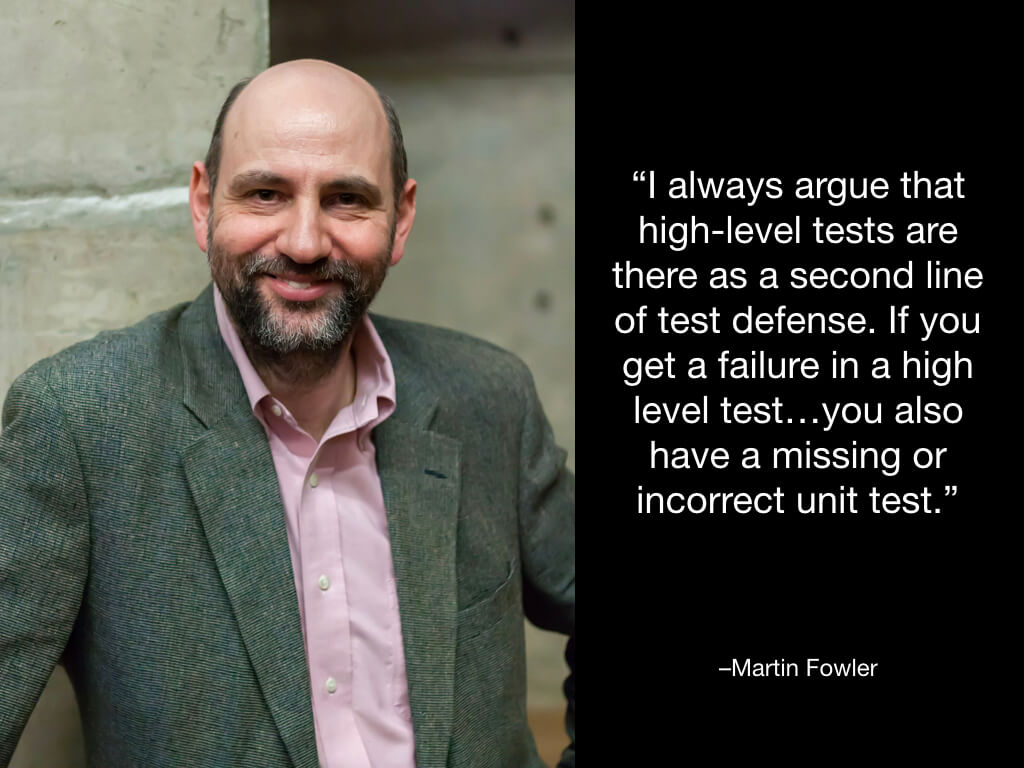 “I always argue that
high-level tests are
there as a second line
of test defense. If you
get a failure in a high
level test…you also
have a missing or
incorrect unit test.”
–Martin Fowler